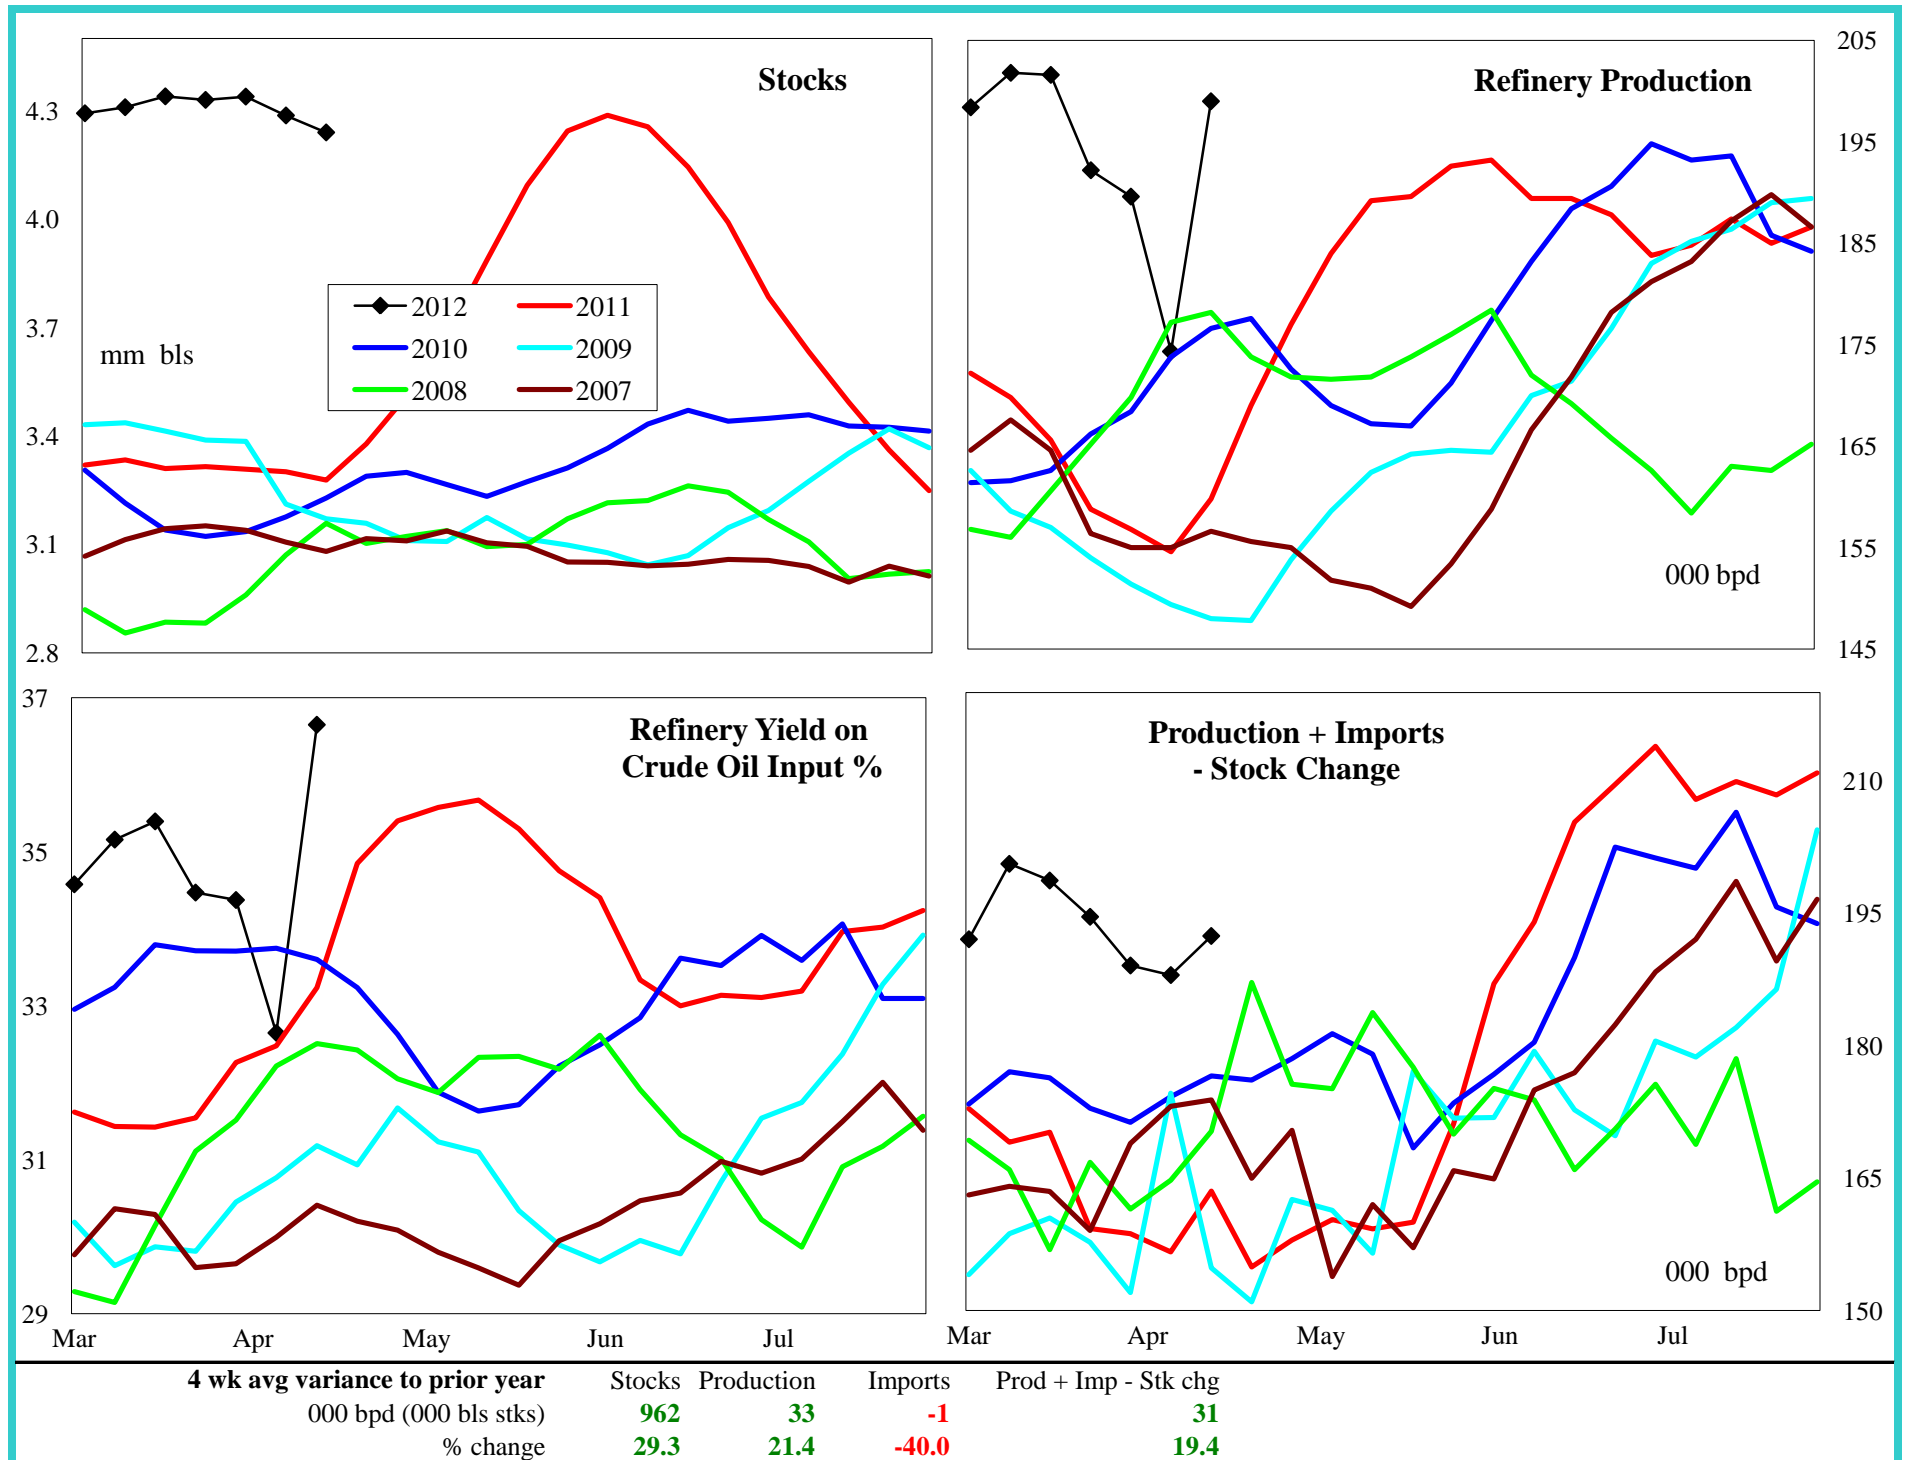 Stocks
4.3
4.0
3.7
3.4
3.1
2.8
mm bls
2012 2011
2010 2009
2008 2007
Refinery Production
205
195
185
175
165
155
145
000 bpd
Refinery Yield on
Crude Oil Input %
37
35
33
31
29
Mar Apr May Jun Jul
Production + Imports
- Stock Change
210
195
180
165
150
000 bpd
Mar Apr May Jun Jul
4 wk avg variance to prior year Stocks Production Imports Prod + Imp - Stk chg
000 bpd (000 bls stks) 962 33 -1 31
% change 29.3 21.4 -40.0 19.4